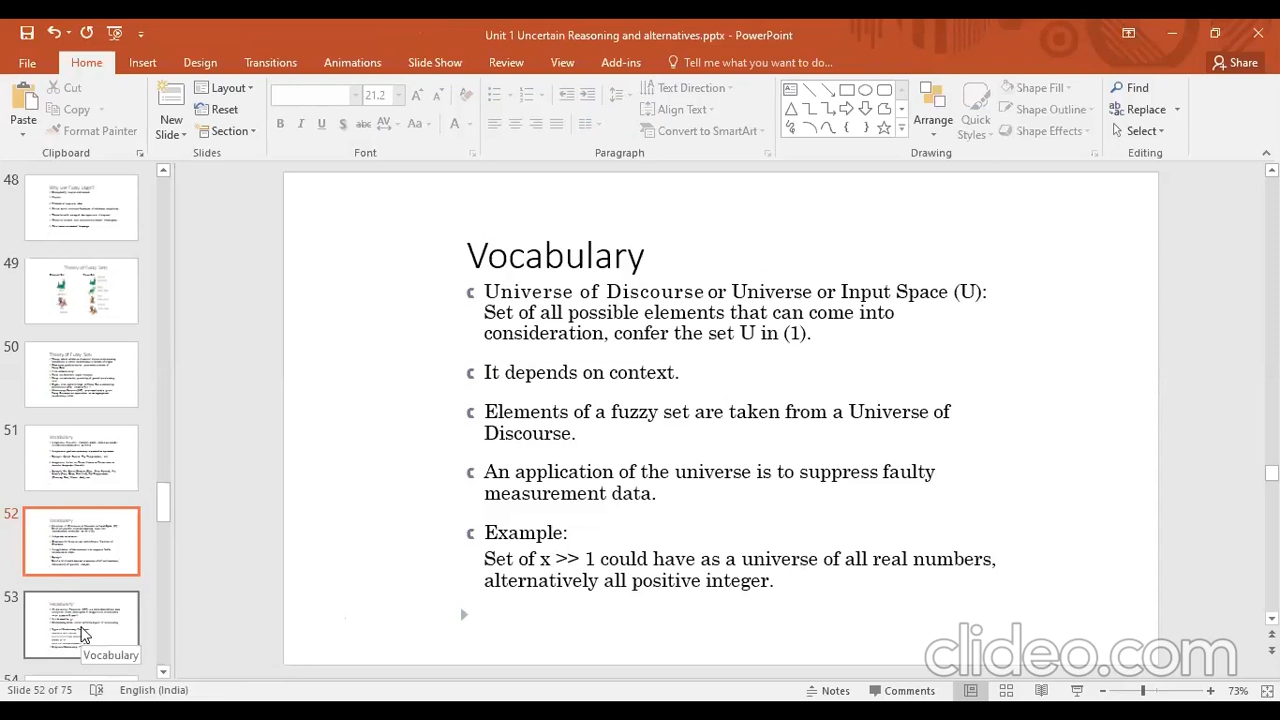 Unit 1 Uncertain Reasoning and alternatives.pptx - PowerPoint
File Home Insert Design Transitions Animations Slide Show Review View Add-ins Tell me what you want to do... Share
Cut
Copy
Format Painter
Paste
Clipboard
New Slide
Layout
Reset
Section
Slides
21.2
Font
Text Direction
Align Text
Convert to SmartArt
Paragraph
Arrange
Quick Styles
Shape Fill
Shape Outline
Shape Effects
Drawing
Find
Replace
Select
Editing
48
49
50
51
52
53
Vocabulary
Vocabulary
Universe of Discourse or Universe or Input Space (U):
Set of all possible elements that can come into
consideration, confer the set U in (1).
It depends on context.
Elements of a fuzzy set are taken from a Universe of
Discourse.
An application of the universe is to suppress faulty
measurement data.
Example:
Set of x >> 1 could have as a universe of all real numbers,
alternatively all positive integer.
clideo.com
Slide 52 of 75 English (India) Notes Comments 73%